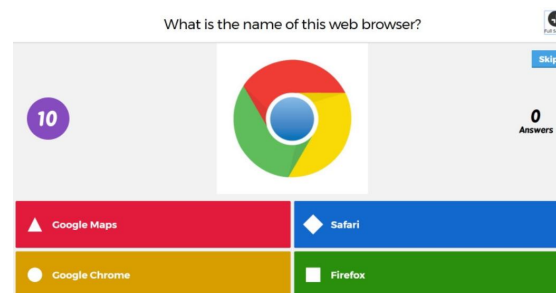 What is the name of this web browser?
Skip
10
0
Answers
Google Maps
Safari
Google Chrome
Firefox